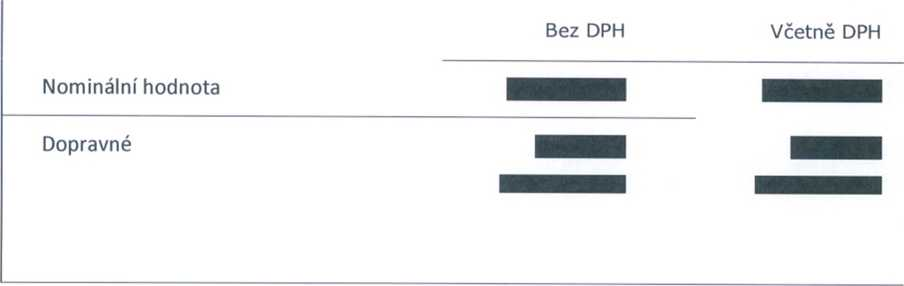 Bez DPH Včetně DPH
Nominální hodnota
Dopravné